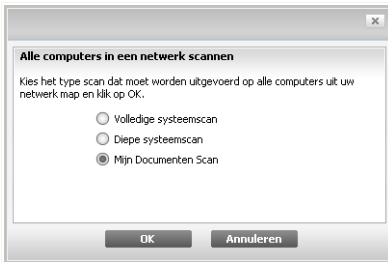 Alle computers in een netwerk scannen
Kies het type scan dat moet worden uitgevoerd op alle computers uit uw
netwerk map en klik op OK.
Volledige systeemscan
Diepe systeemscan
Mijn Documenten Scan
OK Annuleren